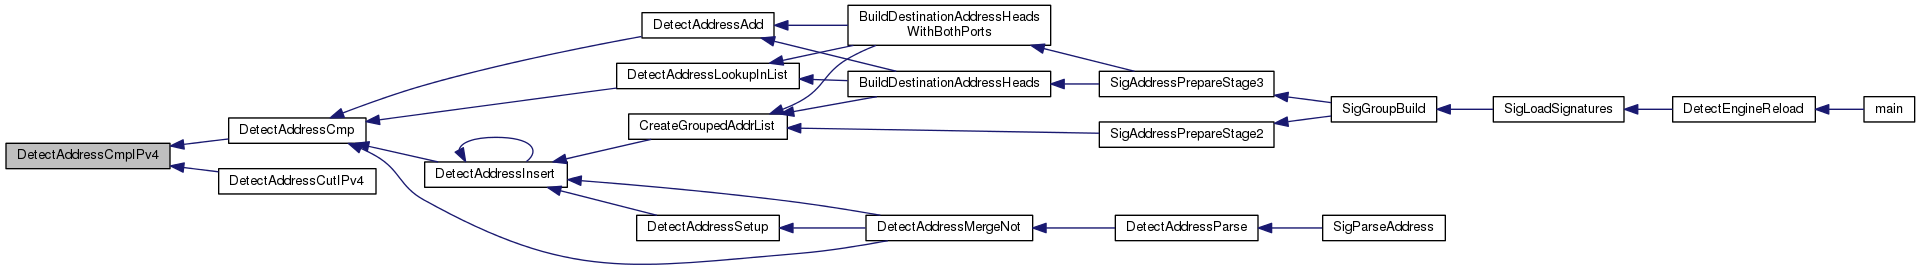 DetectAddressCmpIPv4
DetectAddressCmp
DetectAddressCutIPv4
DetectAddressAdd
DetectAddressLookupInList
CreateGroupedAddrList
DetectAddressInsert
DetectAddressSetup
BuildDestinationAddressHeads
WithBothPorts
BuildDestinationAddressHeads
DetectAddressMergeNot
SigAddressPrepareStage3
SigAddressPrepareStage2
DetectAddressParse
SigGroupBuild
SigParseAddress
SigLoadSignatures
DetectEngineReload
main